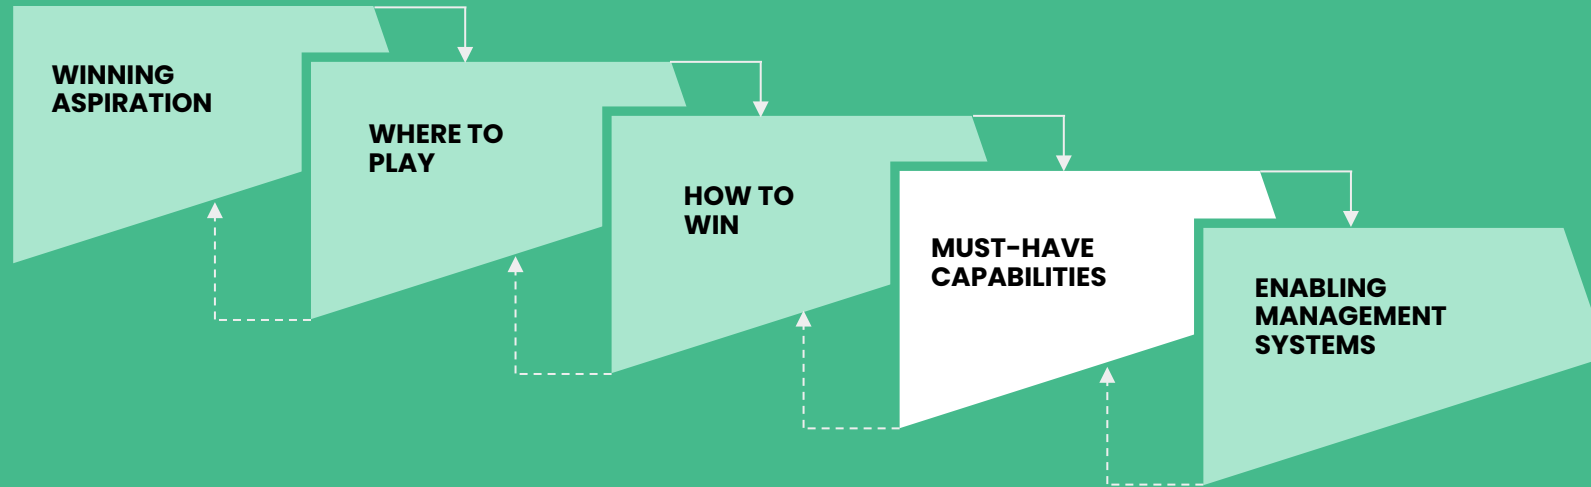 WINNING
ASPIRATION
WHERE TO
PLAY
HOW TO
WIN
MUST-HAVE
CAPABILITIES
ENABLING
MANAGEMENT
SYSTEMS